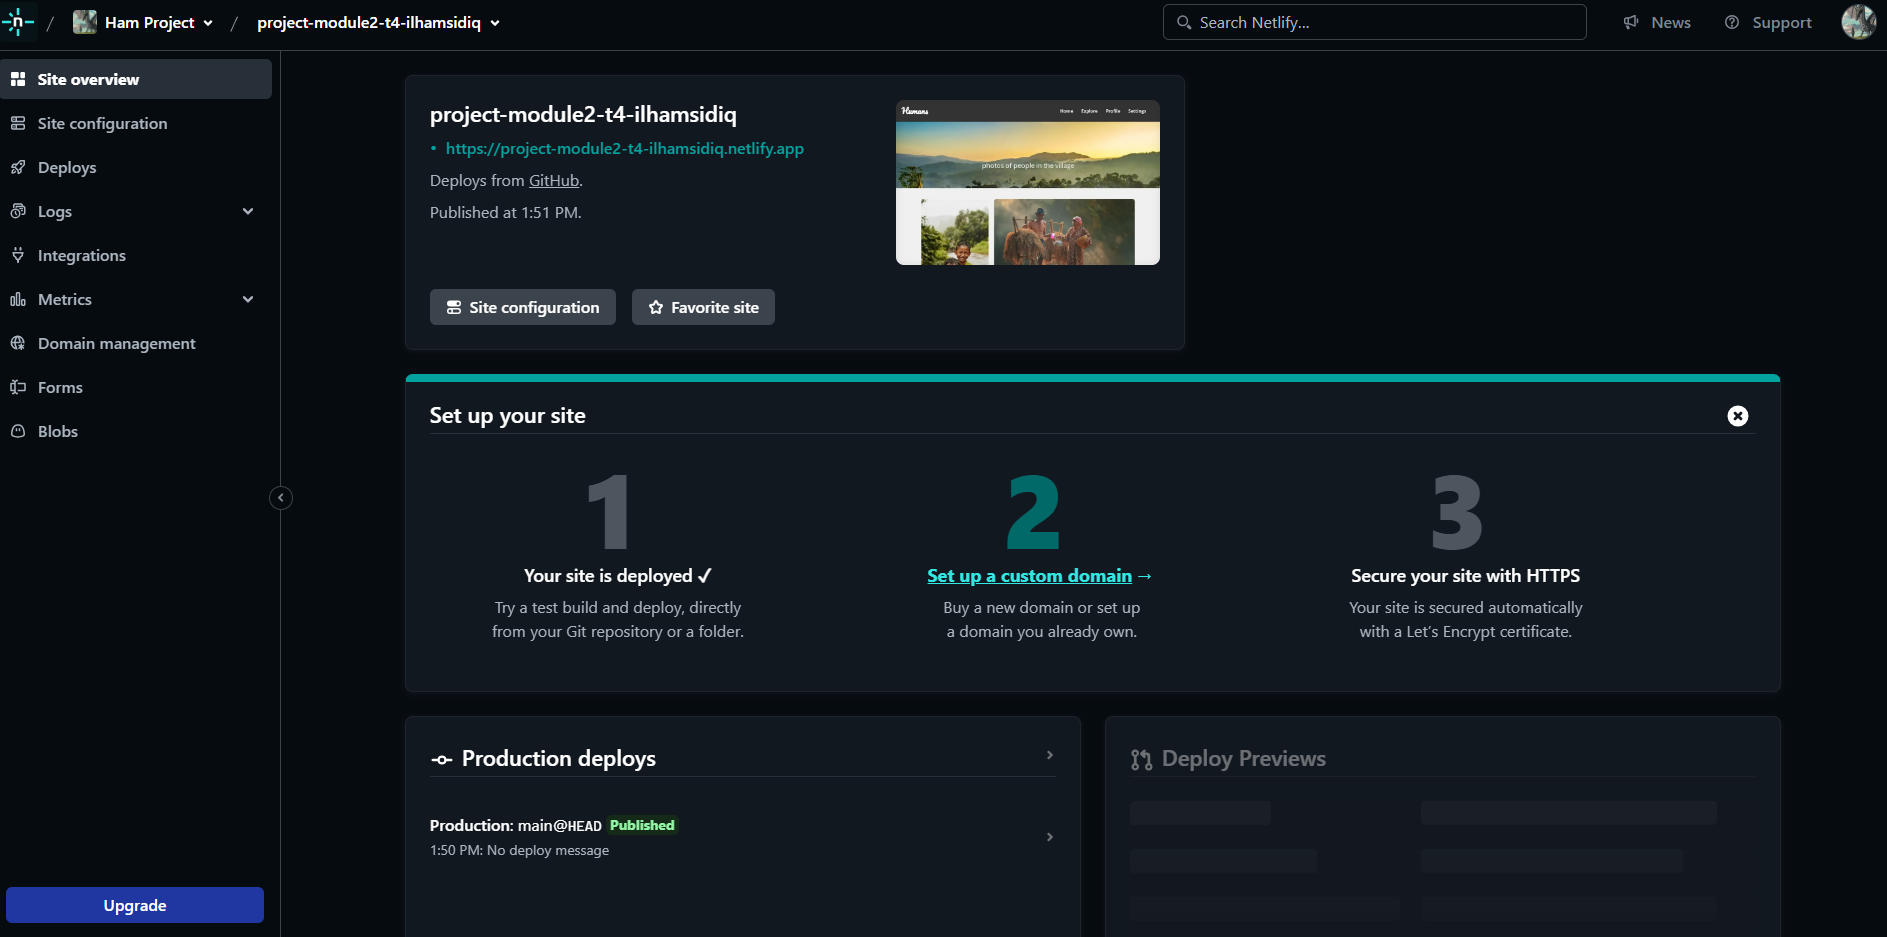 / Ham Project / project-module2-t4-ilhamsidiq
Search Netlify...
News
Support
Site overview
Site configuration
Deploys
Logs
Integrations
Metrics
Domain management
Forms
Blobs
Upgrade
project-module2-t4-ilhamsidiq
• https://project-module2-t4-ilhamsidiq.netlify.app
Deploys from GitHub.
Published at 1:51 PM.
Humans
Home Explore Profile Settings
photos of people in the village
Site configuration
Favorite site
Set up your site
1
Your site is deployed ✓
Try a test build and deploy, directly
from your Git repository or a folder.
2
Set up a custom domain →
Buy a new domain or set up
a domain you already own.
3
Secure your site with HTTPS
Your site is secured automatically
with a Let’s Encrypt certificate.
Production deploys
Production: main@HEAD Published
1:50 PM: No deploy message
Deploy Previews